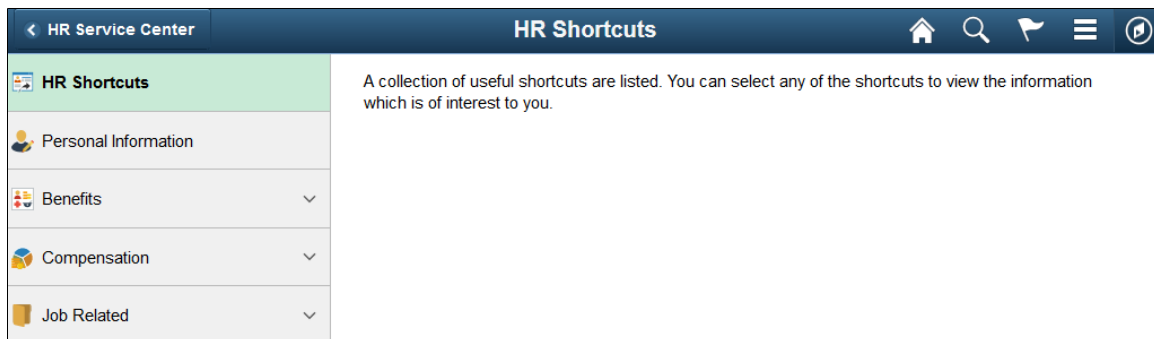 HR Service Center
HR Shortcuts
HR Shortcuts
A collection of useful shortcuts are listed. You can select any of the shortcuts to view the information
which is of interest to you.
Personal Information
Benefits
Compensation
Job Related